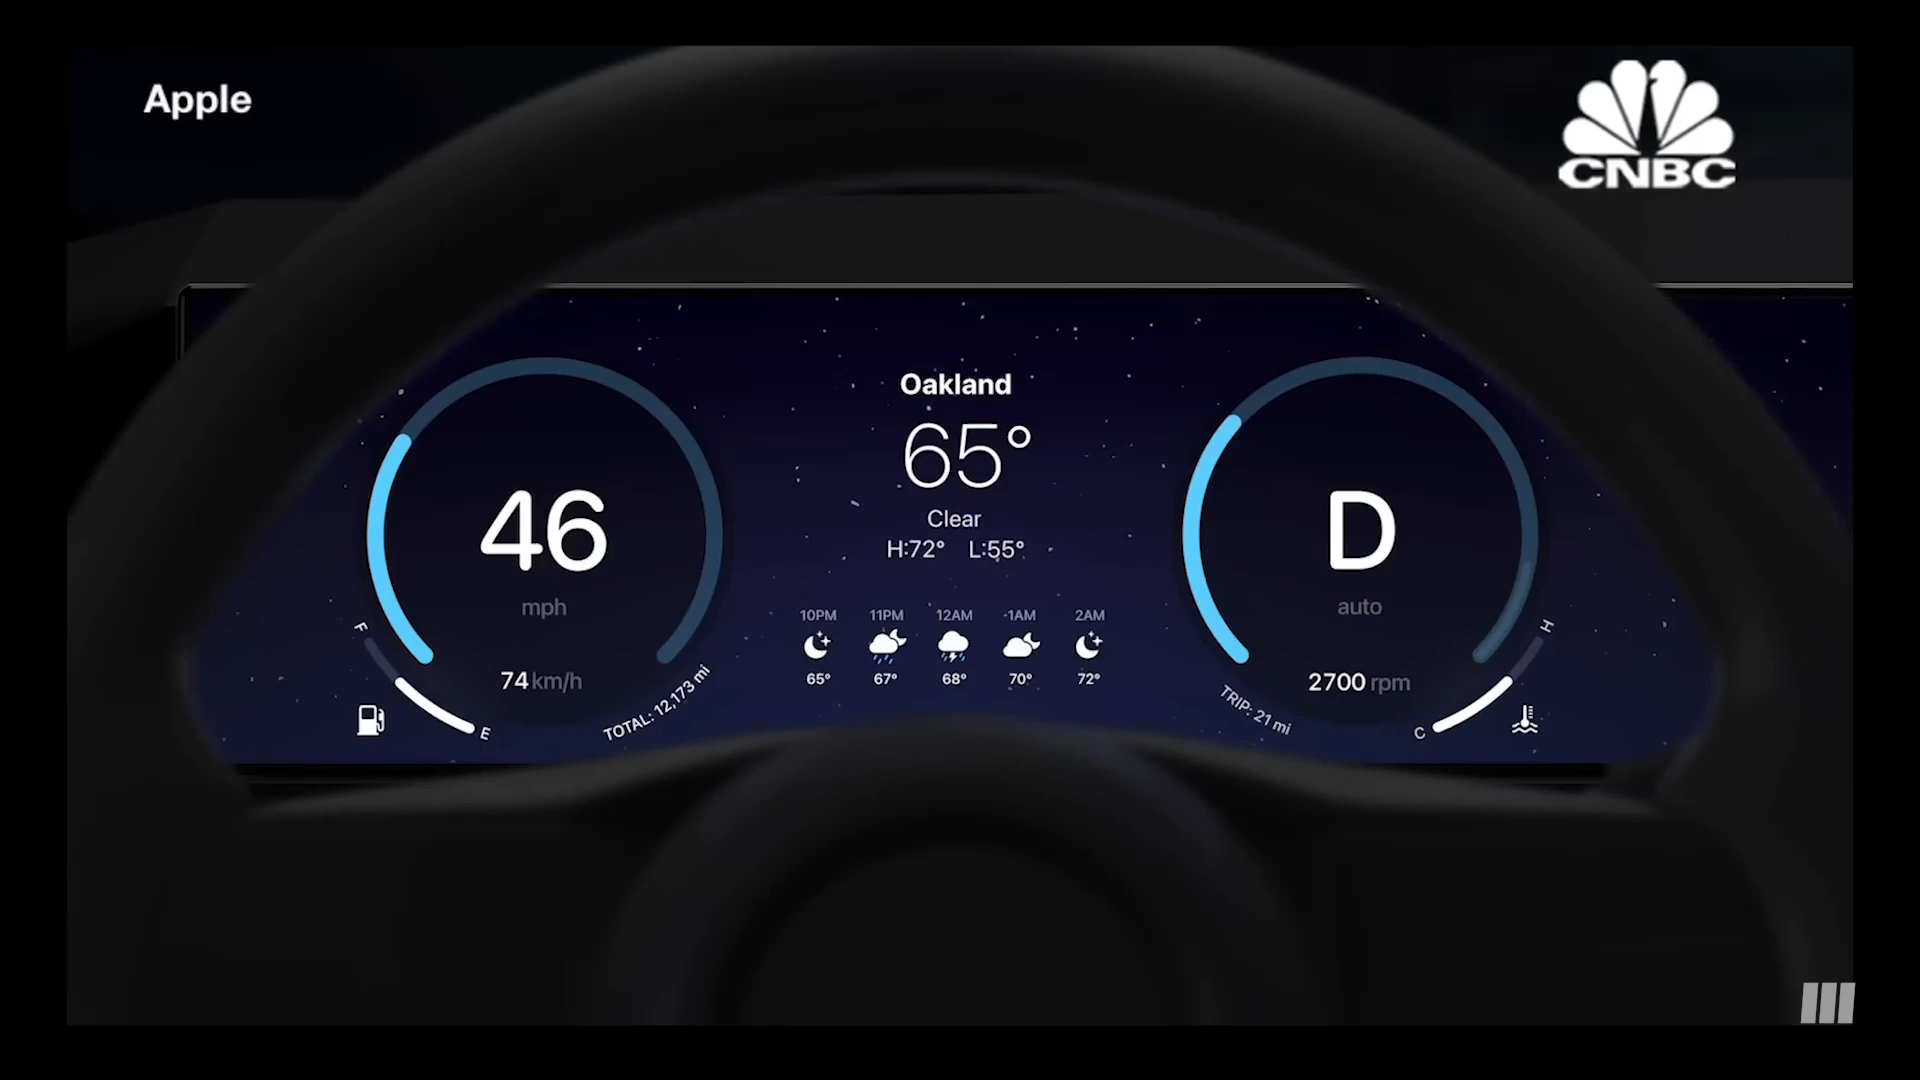 Apple
CNBC
Oakland
65°
Clear
H:72° L:55°
46
mph
74 km/h
F
E
TOTAL: 12,173 mi
10PM 11PM 12AM 1AM 2AM
65° 67° 68° 70° 72°
D
auto
2700 rpm
TRIP: 21 mi
C
H